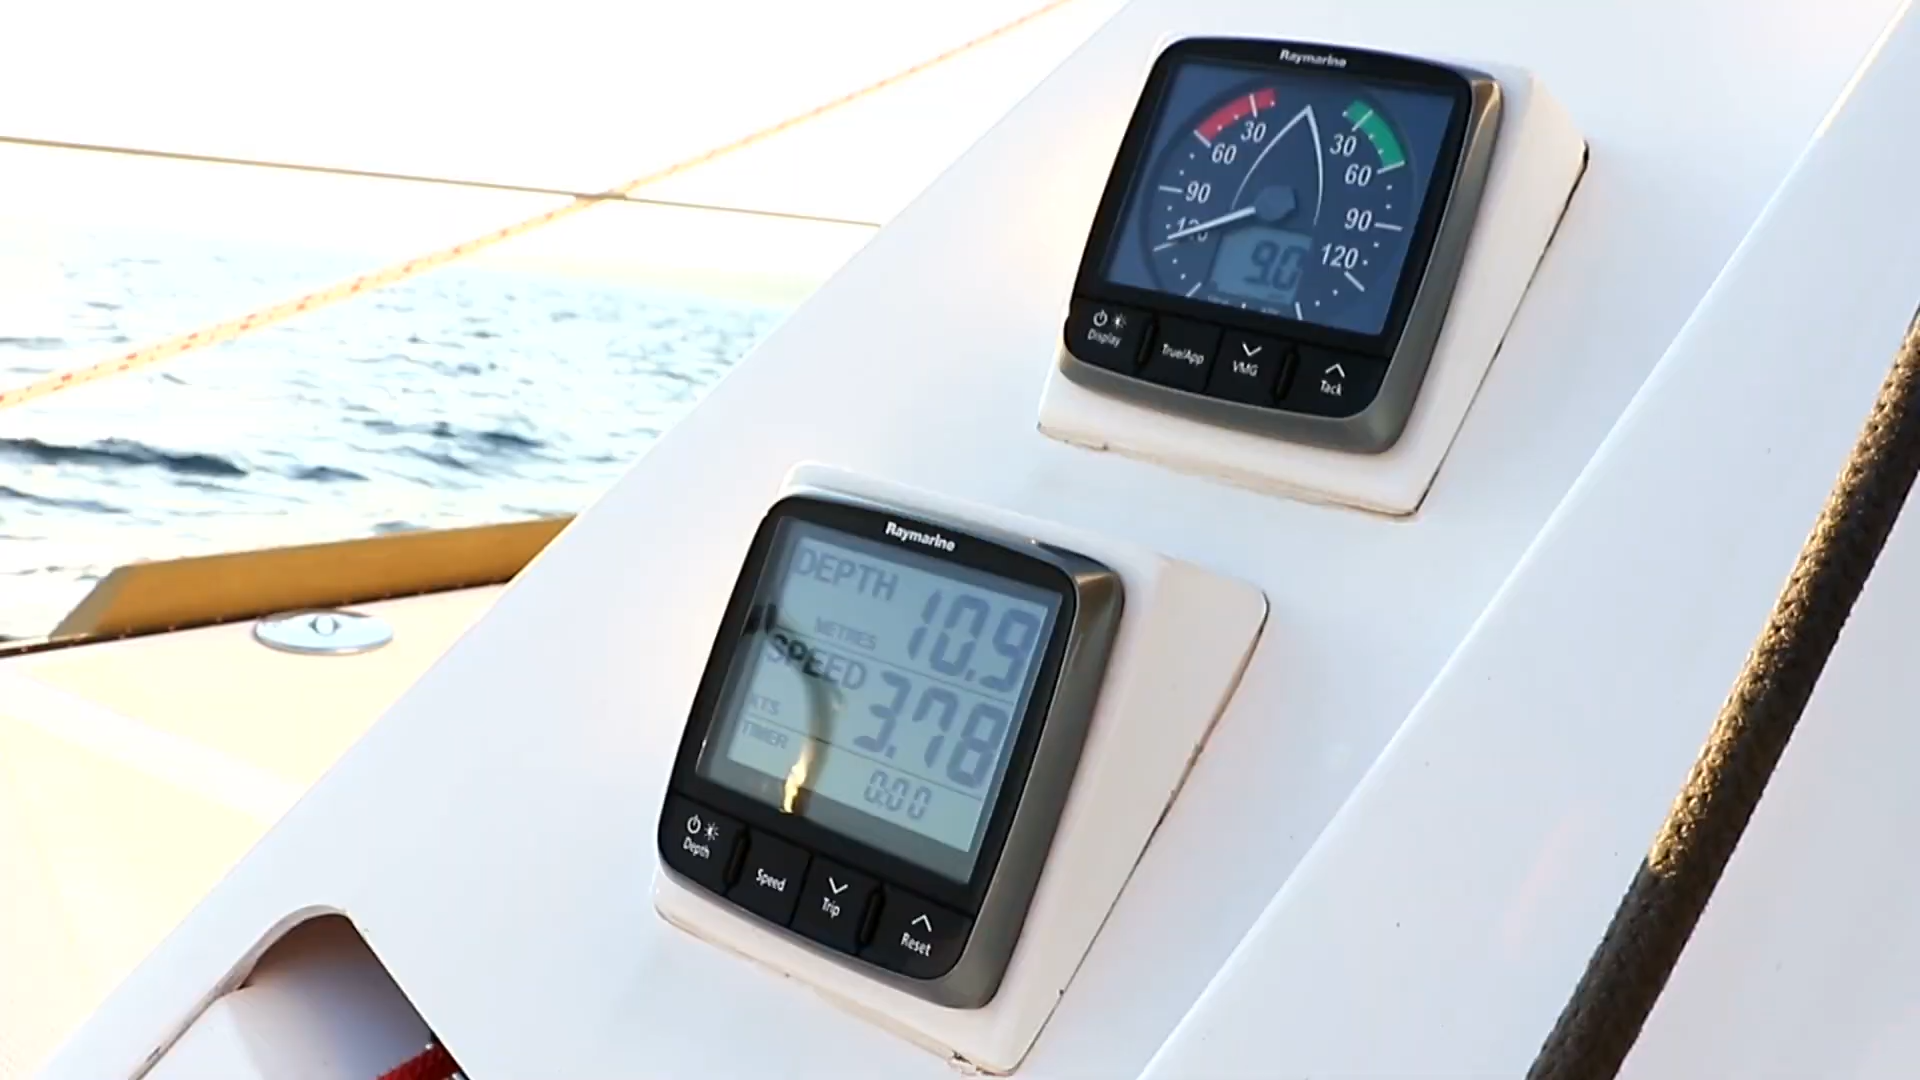 Raymarine
30 30
60 60
90 90
120 120
9.0
Display True/App VMG Tack
Raymarine
DEPTH
METRES 10.9
SPEED
KTS 3.78
TIMER
0:00
Depth Speed Trip Reset